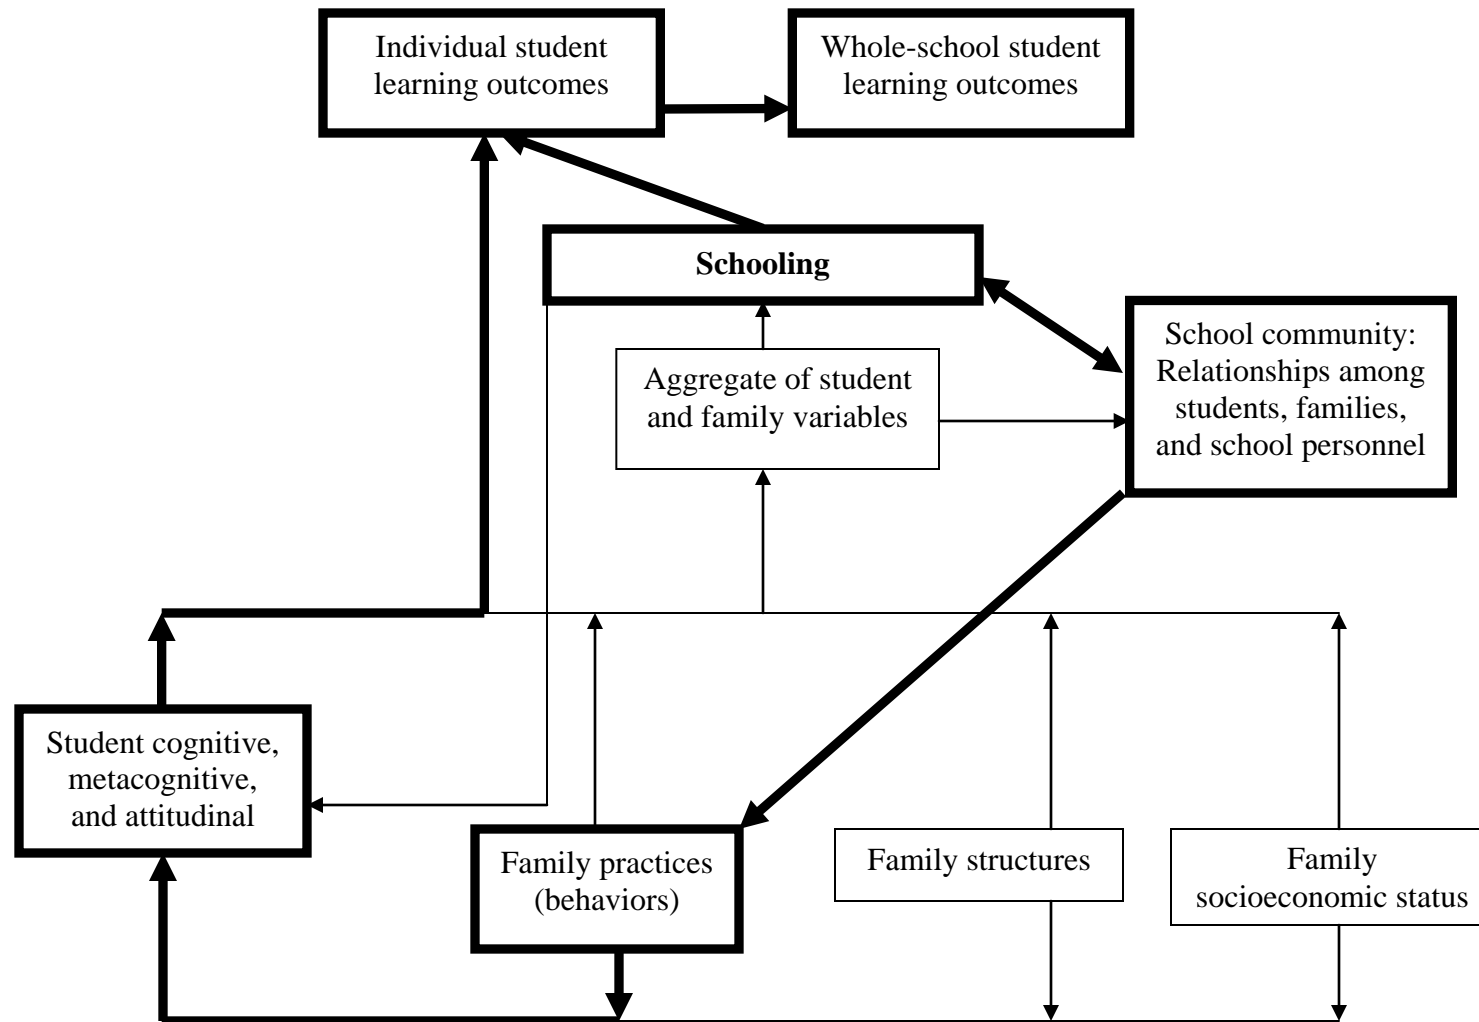 Individual student
learning outcomes
Whole-school student
learning outcomes
Schooling
School community:
Relationships among
students, families,
and school personnel
Aggregate of student
and family variables
Student cognitive,
metacognitive,
and attitudinal
Family practices
(behaviors)
Family structures
Family
socioeconomic status